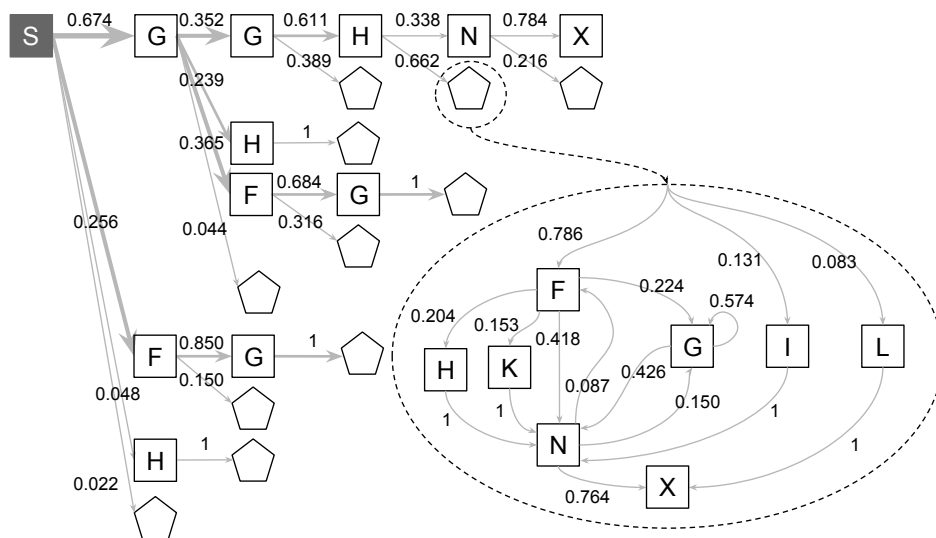 0.674 0.352 0.611 0.338 0.784
S G G H N X
0.389 0.662 0.216
0.239
0.365 H 1
F 0.684 G 1
0.316
0.256
0.044
0.786 0.131 0.083
F 0.224
0.574
0.204 0.153 0.418
F 0.850 G 1
H K G I L
0.150 0.087 0.426
0.048
0.150
1 1 1 1
H 1
N
0.022
0.764 X